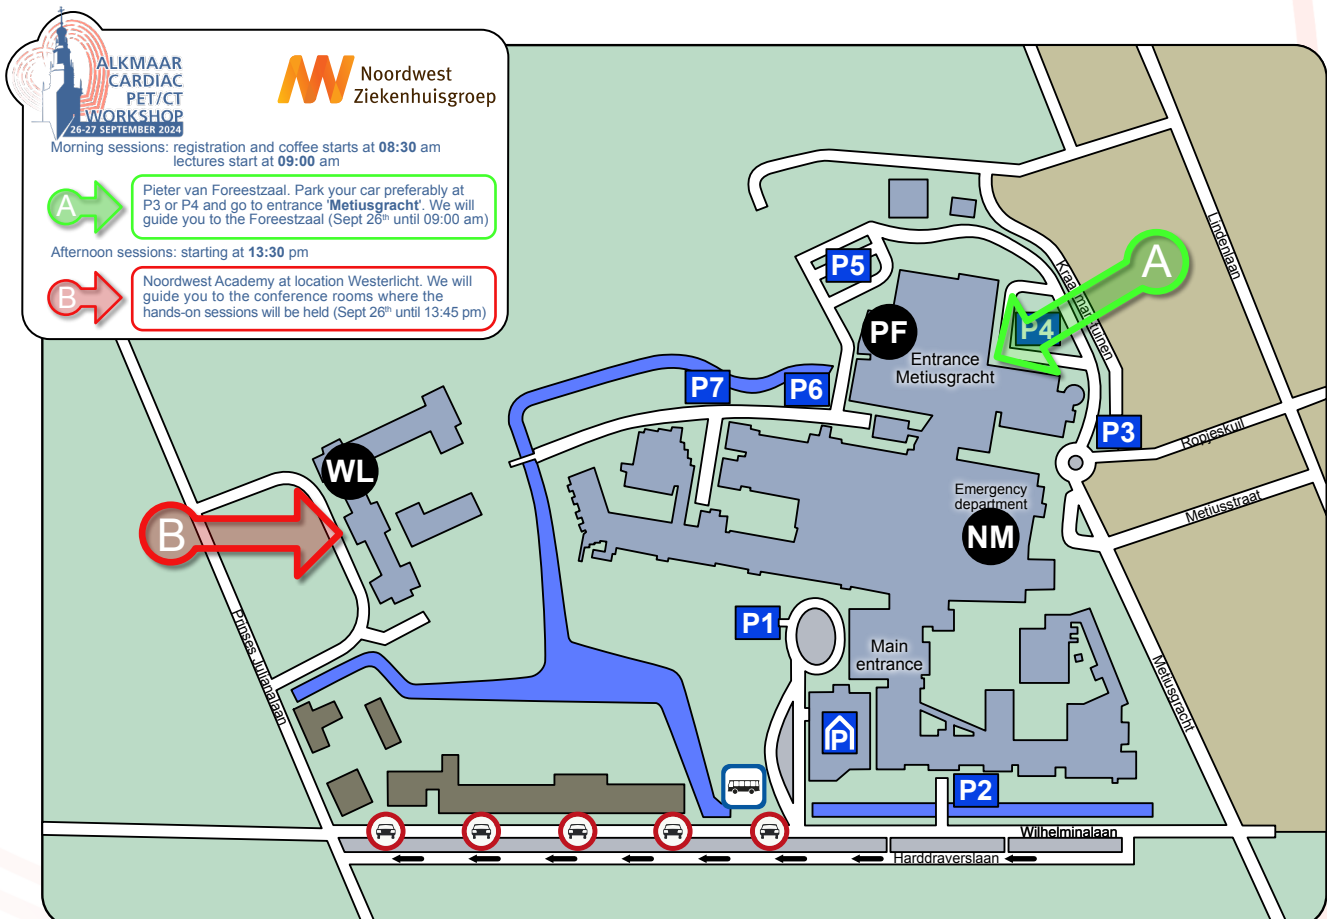 ALKMAAR
CARDIAC
PET/CT
WORKSHOP
26-27 SEPTEMBER 2024
Noordwest
Ziekenhuisgroep
Morning sessions: registration and coffee starts at 08:30 am
lectures start at 09:00 am
A
Pieter van Foreestzaal. Park your car preferably at
P3 or P4 and go to entrance 'Metiusgracht'. We will
guide you to the Foreestzaal (Sept 26th until 09:00 am)
Afternoon sessions: starting at 13:30 pm
B
Noordwest Academy at location Westerlicht. We will
guide you to the conference rooms where the
hands-on sessions will be held (Sept 26th until 13:45 pm)
Lindenlaan
A
P5
P4
PF
Entrance
Metiusgracht
P7
P6
P3
Ropjeskuil
WL
Emergency
department
Metiusstraat
B
NM
P1
Prinses Julianalaan
Main
entrance
Metiusgracht
P
P2
Wilhelminalaan
Harddraverslaan